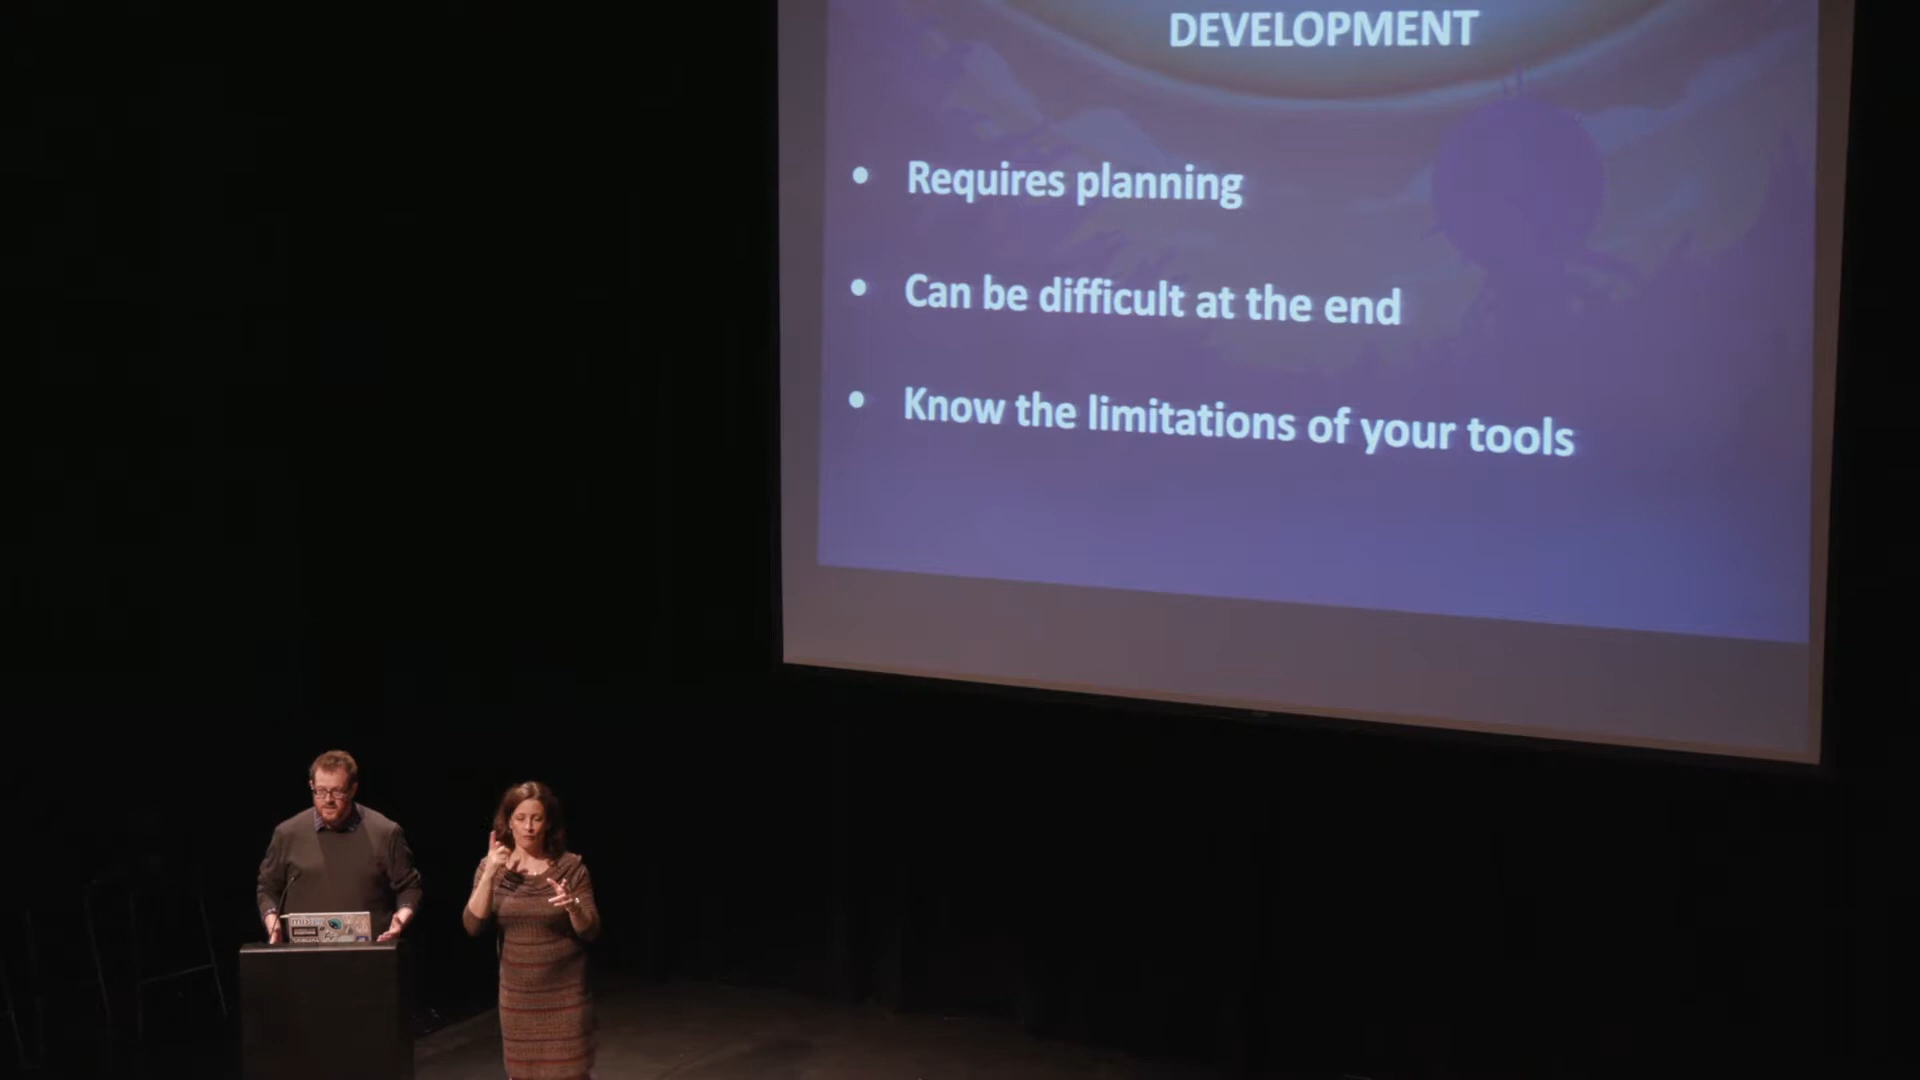 DEVELOPMENT
• Requires planning
• Can be difficult at the end
• Know the limitations of your tools